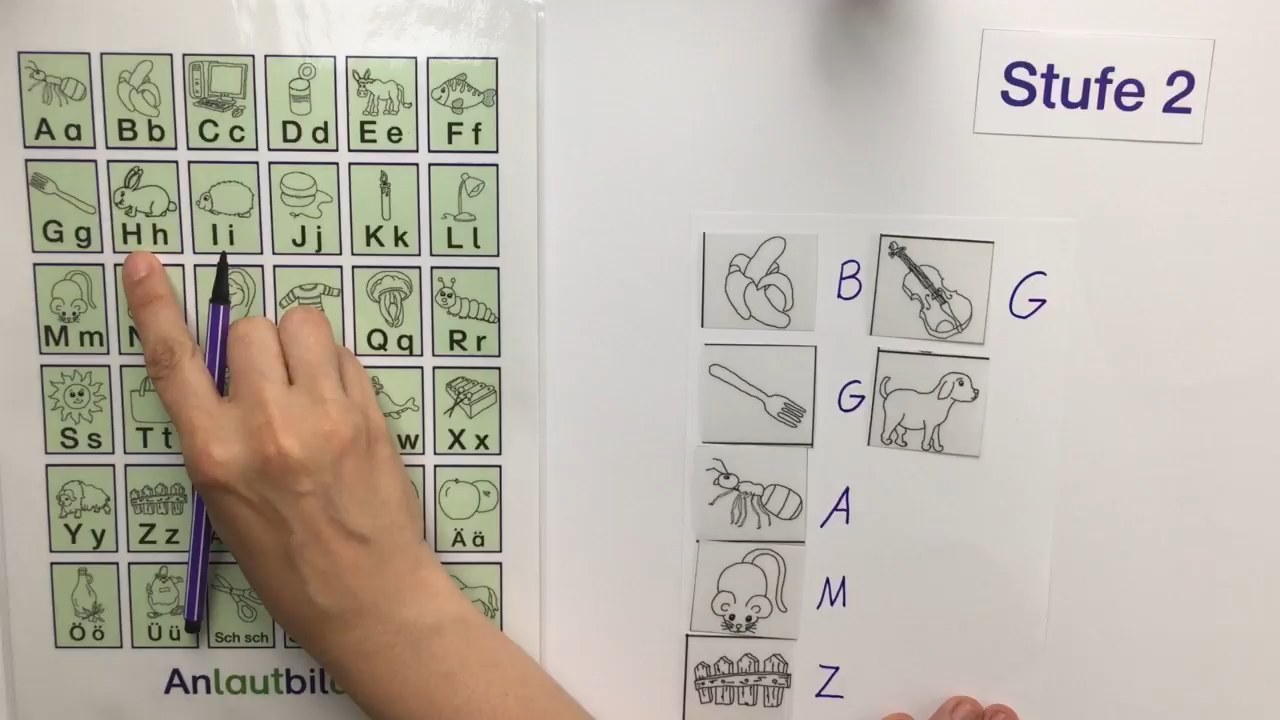 Stufe 2
A a B b C c D d E e F f
G g H h I i J j K k L l
M m N Q q R r
S s T t w X x
Y y Z z Ä ä
Ö ö Ü ü Sch sch
Anlautbil
B G
G
A
M
Z